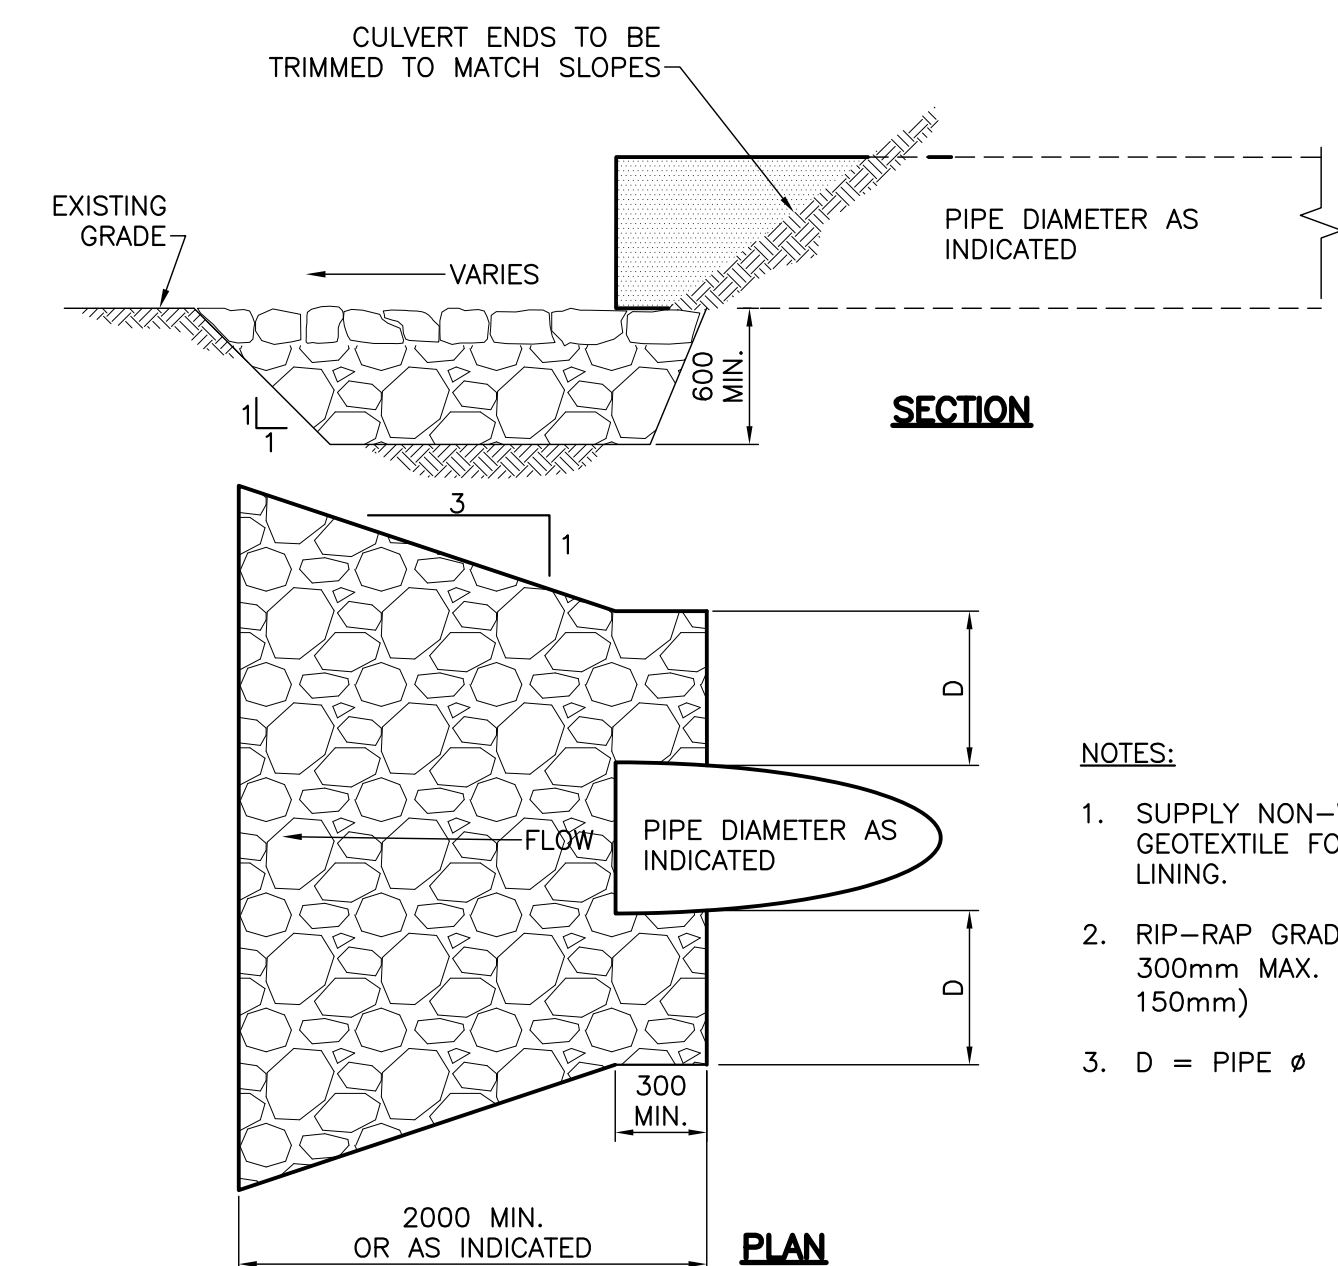 CULVERT ENDS TO BE
TRIMMED TO MATCH SLOPES
EXISTING
GRADE
VARIES
PIPE DIAMETER AS
INDICATED
600
MIN.
1
1
SECTION
3
1
D
FLOW
PIPE DIAMETER AS
INDICATED
D
300
MIN.
2000 MIN.
OR AS INDICATED
PLAN
NOTES:
1. SUPPLY NON-
GEOTEXTILE
LINING.
2. RIP-RAP
300mm MAX.
150mm)
3. D = PIPE ø